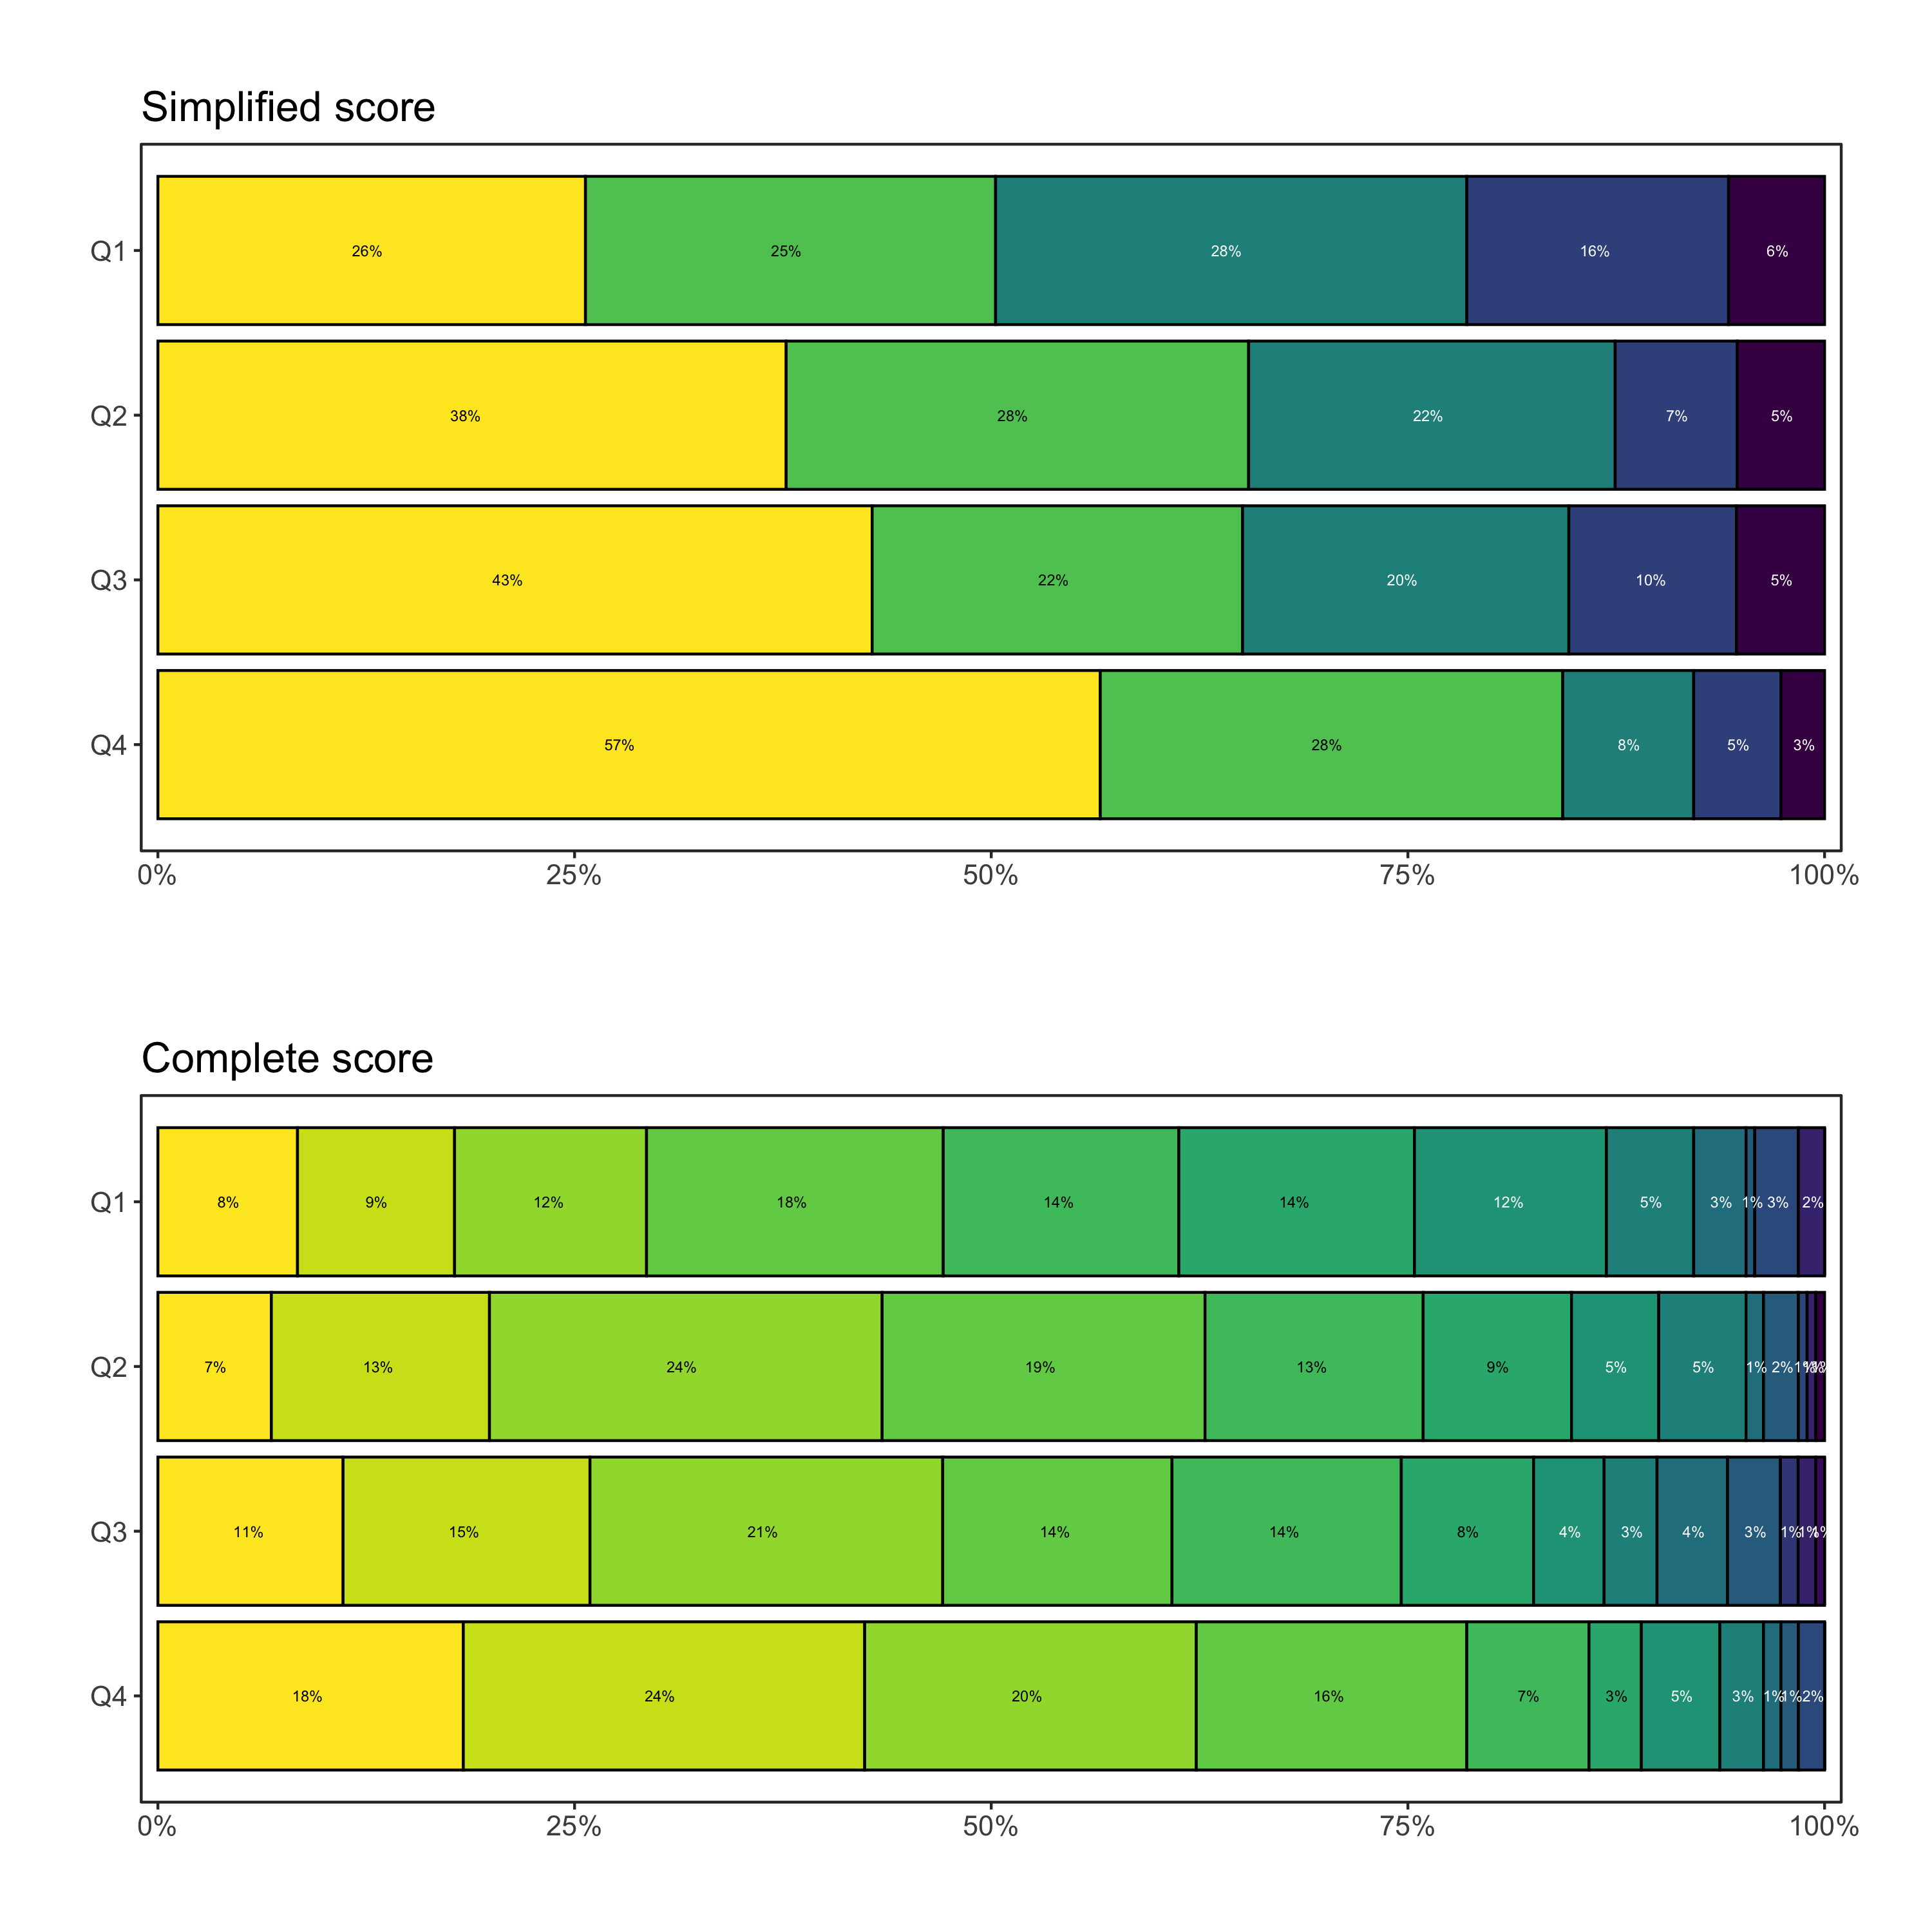 Simplified score
Q1 26% 25% 28% 16% 6%
Q2 38% 28% 22% 7% 5%
Q3 43% 22% 20% 10% 5%
Q4 57% 28% 8% 5% 3%
0% 25% 50% 75% 100%
Complete score
Q1 8% 9% 12% 18% 14% 14% 12% 5% 3% 1% 3% 2%
Q2 7% 13% 24% 19% 13% 9% 5% 5% 1% 2% 1%
Q3 11% 15% 21% 14% 14% 8% 4% 3% 4% 3% 1% 1% 1%
Q4 18% 24% 20% 16% 7% 3% 5% 3% 1% 1% 2%
0% 25% 50% 75% 100%